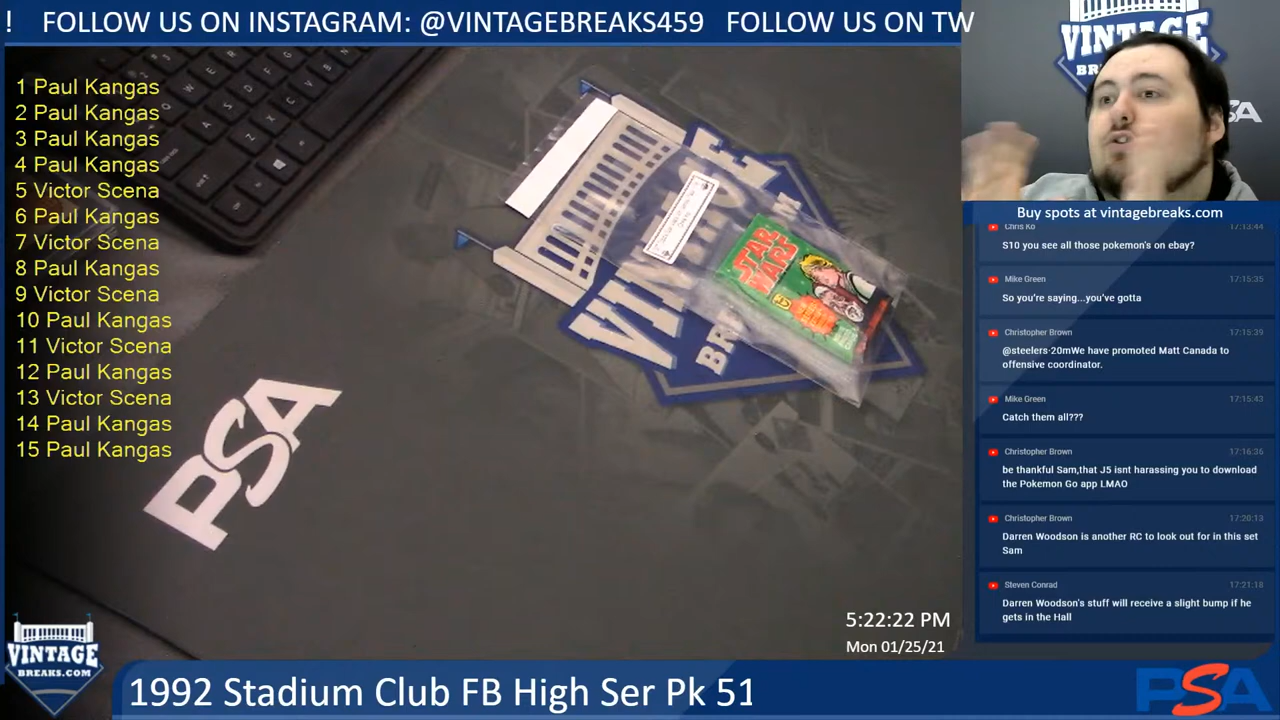 ! FOLLOW US ON INSTAGRAM: @VINTAGEBREAKS459 FOLLOW US ON TW
1 Paul Kangas
2 Paul Kangas
3 Paul Kangas
4 Paul Kangas
5 Victor Scena
6 Paul Kangas
7 Victor Scena
8 Paul Kangas
9 Victor Scena
10 Paul Kangas
11 Victor Scena
12 Paul Kangas
13 Victor Scena
14 Paul Kangas
15 Paul Kangas
PSA
VINTAGE
STAR
WARS
VINTAGE
Buy spots at vintagebreaks.com
Chris Ko 17:13:44
S10 you see all those pokemon's on ebay?
Mike Green 17:15:35
So you're saying...you've gotta
Christopher Brown 17:15:39
@steelers·20mWe have promoted Matt Canada to
offensive coordinator.
Mike Green 17:15:43
Catch them all???
Christopher Brown 17:16:36
be thankful Sam,that J5 isnt harassing you to download
the Pokemon Go app LMAO
Christopher Brown 17:20:13
Darren Woodson is another RC to look out for in this set
Sam
Steven Conrad 17:21:18
Darren Woodson's stuff will receive a slight bump if he
gets in the Hall
5:22:22 PM
Mon 01/25/21
VINTAGE
BREAKS.COM
1992 Stadium Club FB High Ser Pk 51
PSA